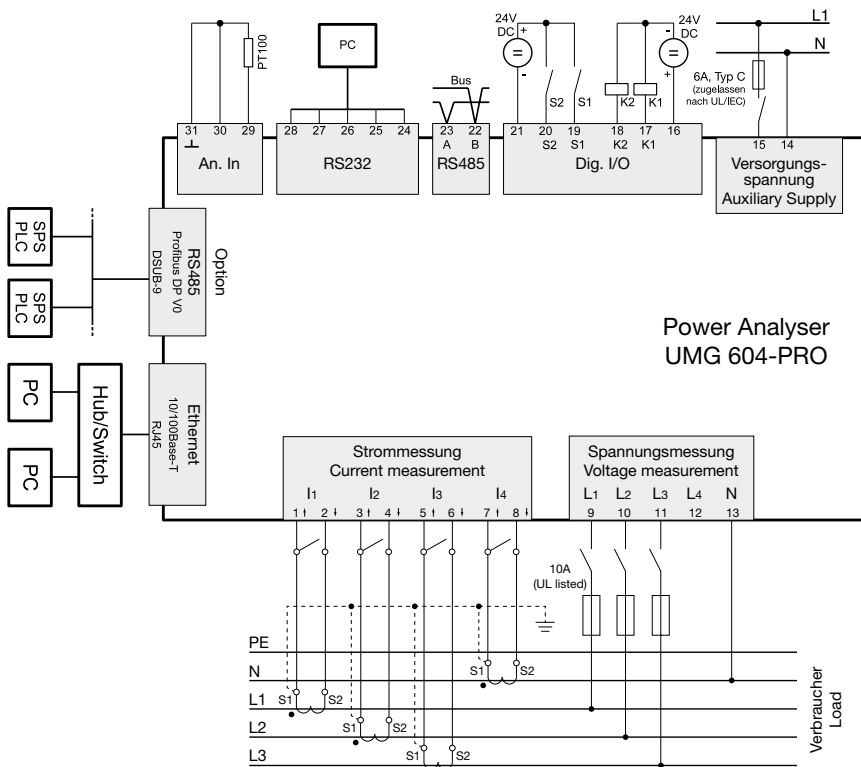 24V
DC
+
-
24V
DC
-
+
L1
N
PT100
PC
Bus
S2
S1
K2
K1
6A, Typ C
(zugelassen
nach UL/IEC)
31
30
29
28
27
26
25
24
23
22
21
20
19
18
17
16
15
14
A
B
S2
S1
K2
K1
An. In
RS232
RS485
Dig. I/O
Versorgungs-
spannung
Auxiliary Supply
SPS
PLC
SPS
PLC
RS485
Profibus DP V0
DSUB-9
Option
Power Analyser
UMG 604-PRO
PC
PC
Hub/Switch
Ethernet
10/100Base-T
RJ45
Strommessung
Current measurement
I1
I2
I3
I4
1
2
3
4
5
6
7
8
Spannungsmessung
Voltage measurement
L1
L2
L3
L4
N
9
10
11
12
13
10A
(UL listed)
PE
N
S1
S2
L1
S1
S2
L2
S1
S2
L3
S1
S2
Verbraucher
Load